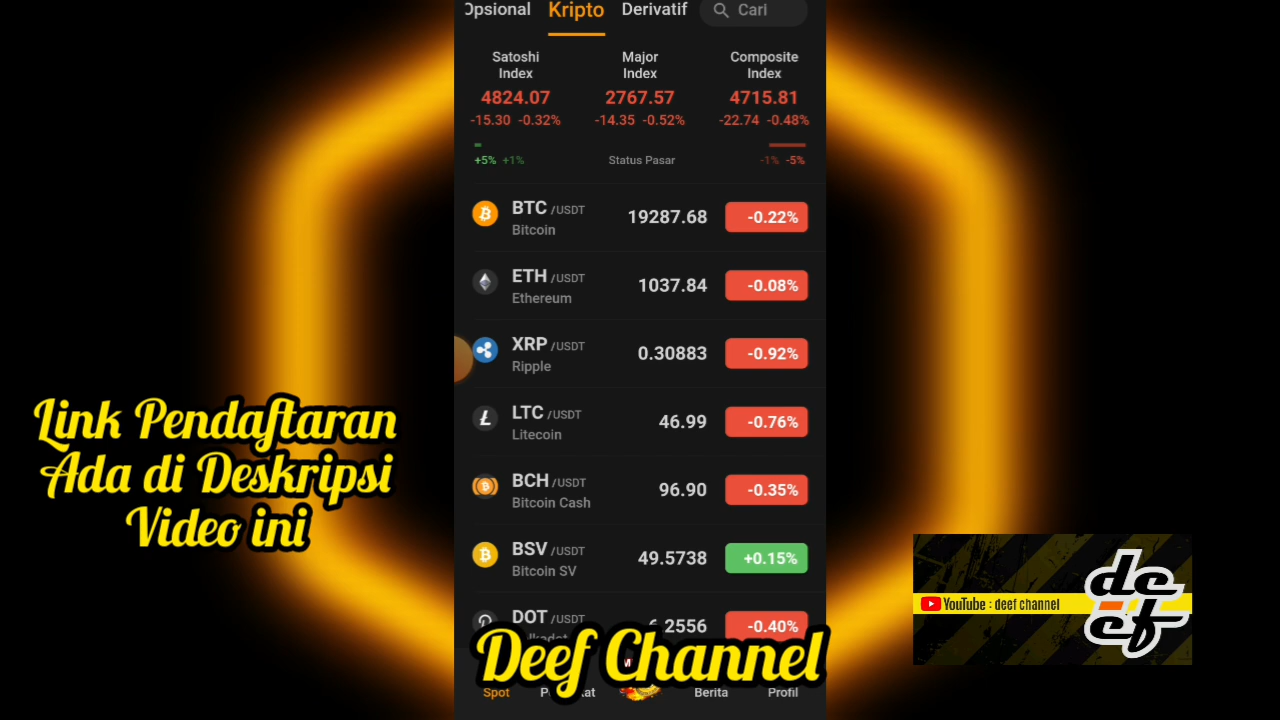 Opsional Kripto Derivatif Cari
Satoshi Index
4824.07
-15.30 -0.32%
Major Index
2767.57
-14.35 -0.52%
Composite Index
4715.81
-22.74 -0.48%
+5% +1% Status Pasar -1% -5%
BTC /USDT 19287.68 -0.22%
Bitcoin
ETH /USDT 1037.84 -0.08%
Ethereum
XRP /USDT 0.30883 -0.92%
Ripple
LTC /USDT 46.99 -0.76%
Litecoin
BCH /USDT 96.90 -0.35%
Bitcoin Cash
BSV /USDT 49.5738 +0.15%
Bitcoin SV
DOT /USDT 6.2556 -0.40%
Spot Berita Profil
Link Pendaftaran
Ada di Deskripsi
Video ini
Deef Channel
YouTube : deef channel
deef